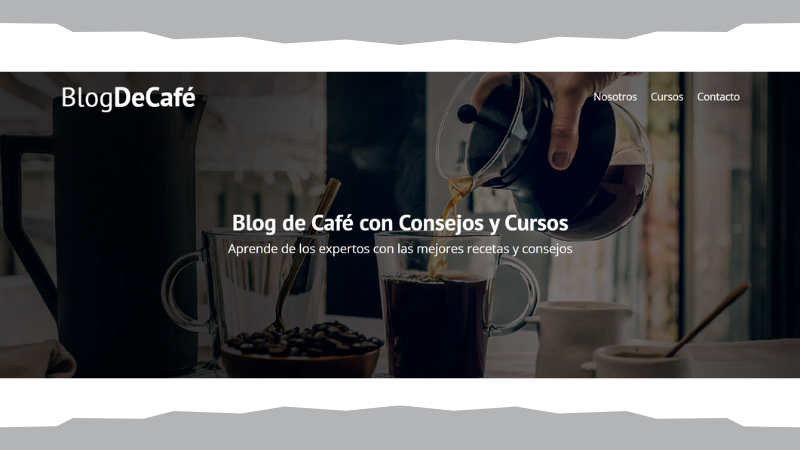 BlogDeCafé
Nosotros Cursos Contacto
Blog de Café con Consejos y Cursos
Aprende de los expertos con las mejores recetas y consejos